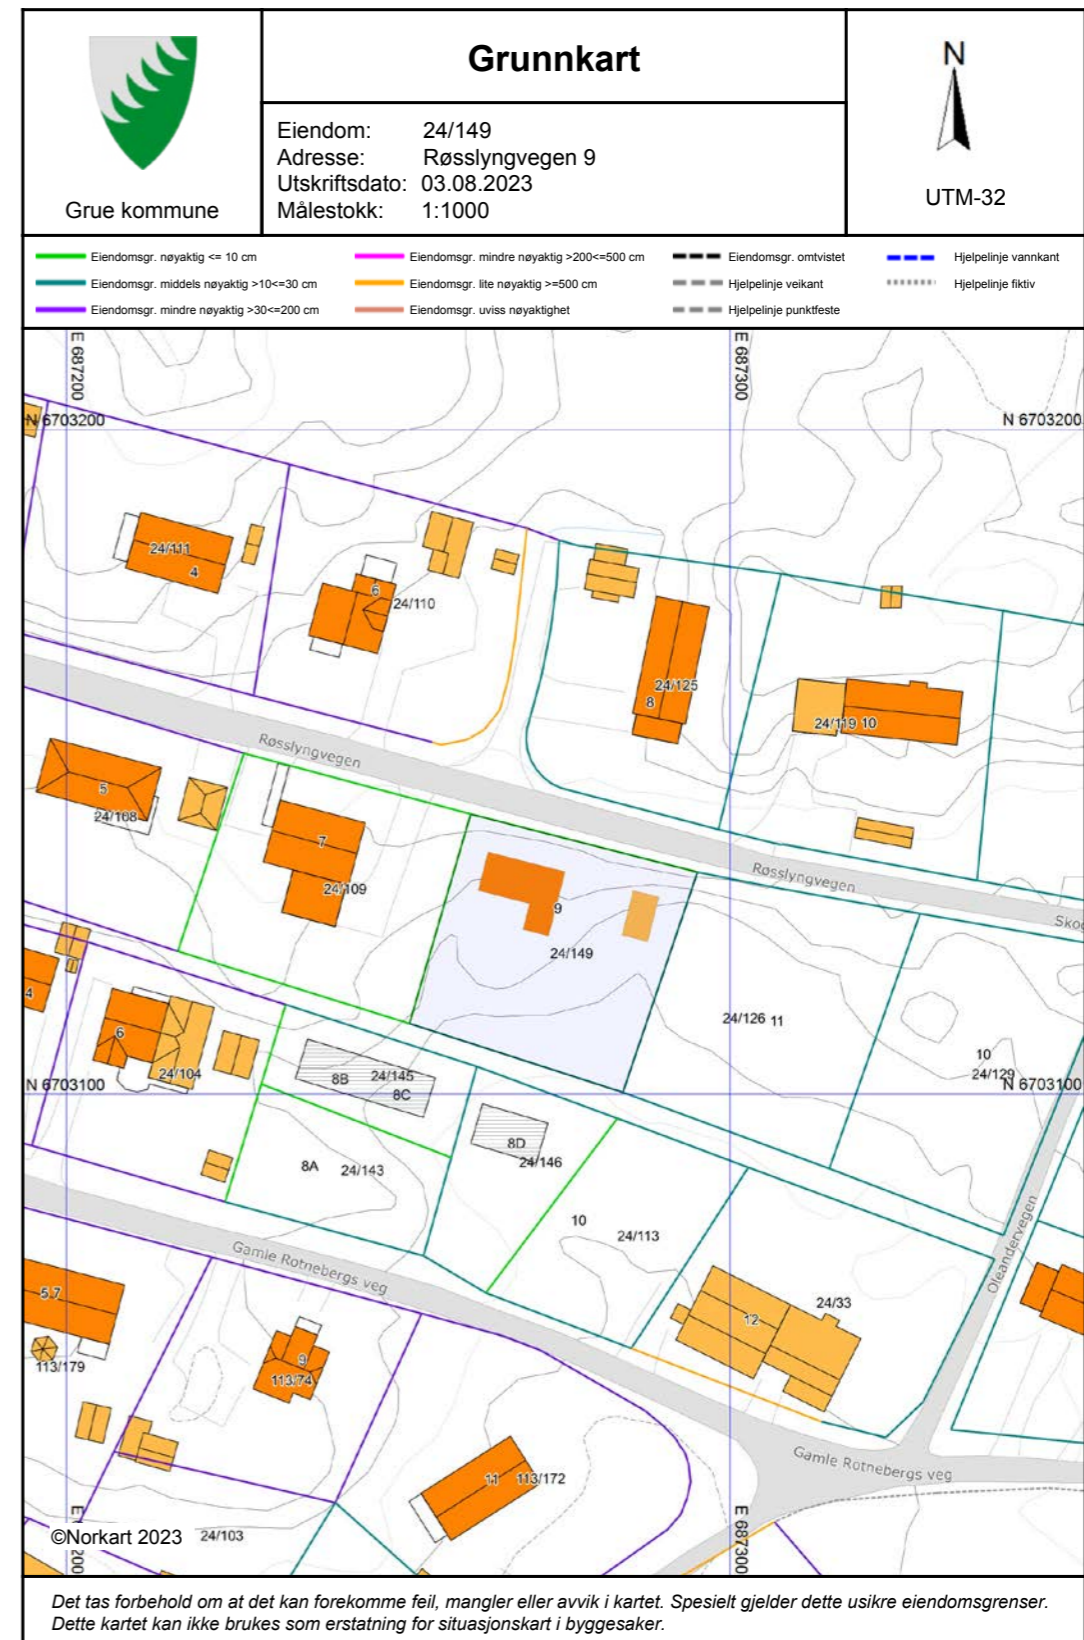 Grunnkart
Eiendom: 24/149
Adresse: Røsslyngvegen 9
Utskriftsdato: 03.08.2023
Målestokk: 1:1000
Grue kommune
N
UTM-32
Eiendomsgr. nøyaktig <= 10 cm
Eiendomsgr. middels nøyaktig >10<=30 cm
Eiendomsgr. mindre nøyaktig >30<=200 cm
Eiendomsgr. mindre nøyaktig >200<=500 cm
Eiendomsgr. lite nøyaktig >=500 cm
Eiendomsgr. uviss nøyaktighet
Eiendomsgr. omtvistet
Hjelpelinje veikant
Hjelpelinje punktfeste
Hjelpelinje vannkant
Hjelpelinje fiktiv
E 687200
E 687300
N 6703200
N 6703200
24/111
4
6
24/110
24/125
8
24/119 10
Røsslyngvegen
5
24/108
7
24/109
9
24/149
Røsslyngvegen
Skog
24/126 11
10
24/129
4
6
24/104
8B
24/145
8C
N 6703100
N 6703100
8D
24/146
8A
24/143
10
24/113
Oleandervegen
Gamle Rotnebergs veg
24/33
12
5,7
113/179
9
113/74
Gamle Rotnebergs veg
11
113/172
E 687200
E 687300
©Norkart 2023
24/103
Det tas forbehold om at det kan forekomme feil, mangler eller avvik i kartet. Spesielt gjelder dette usikre eiendomsgrenser.
Dette kartet kan ikke brukes som erstatning for situasjonskart i byggesaker.